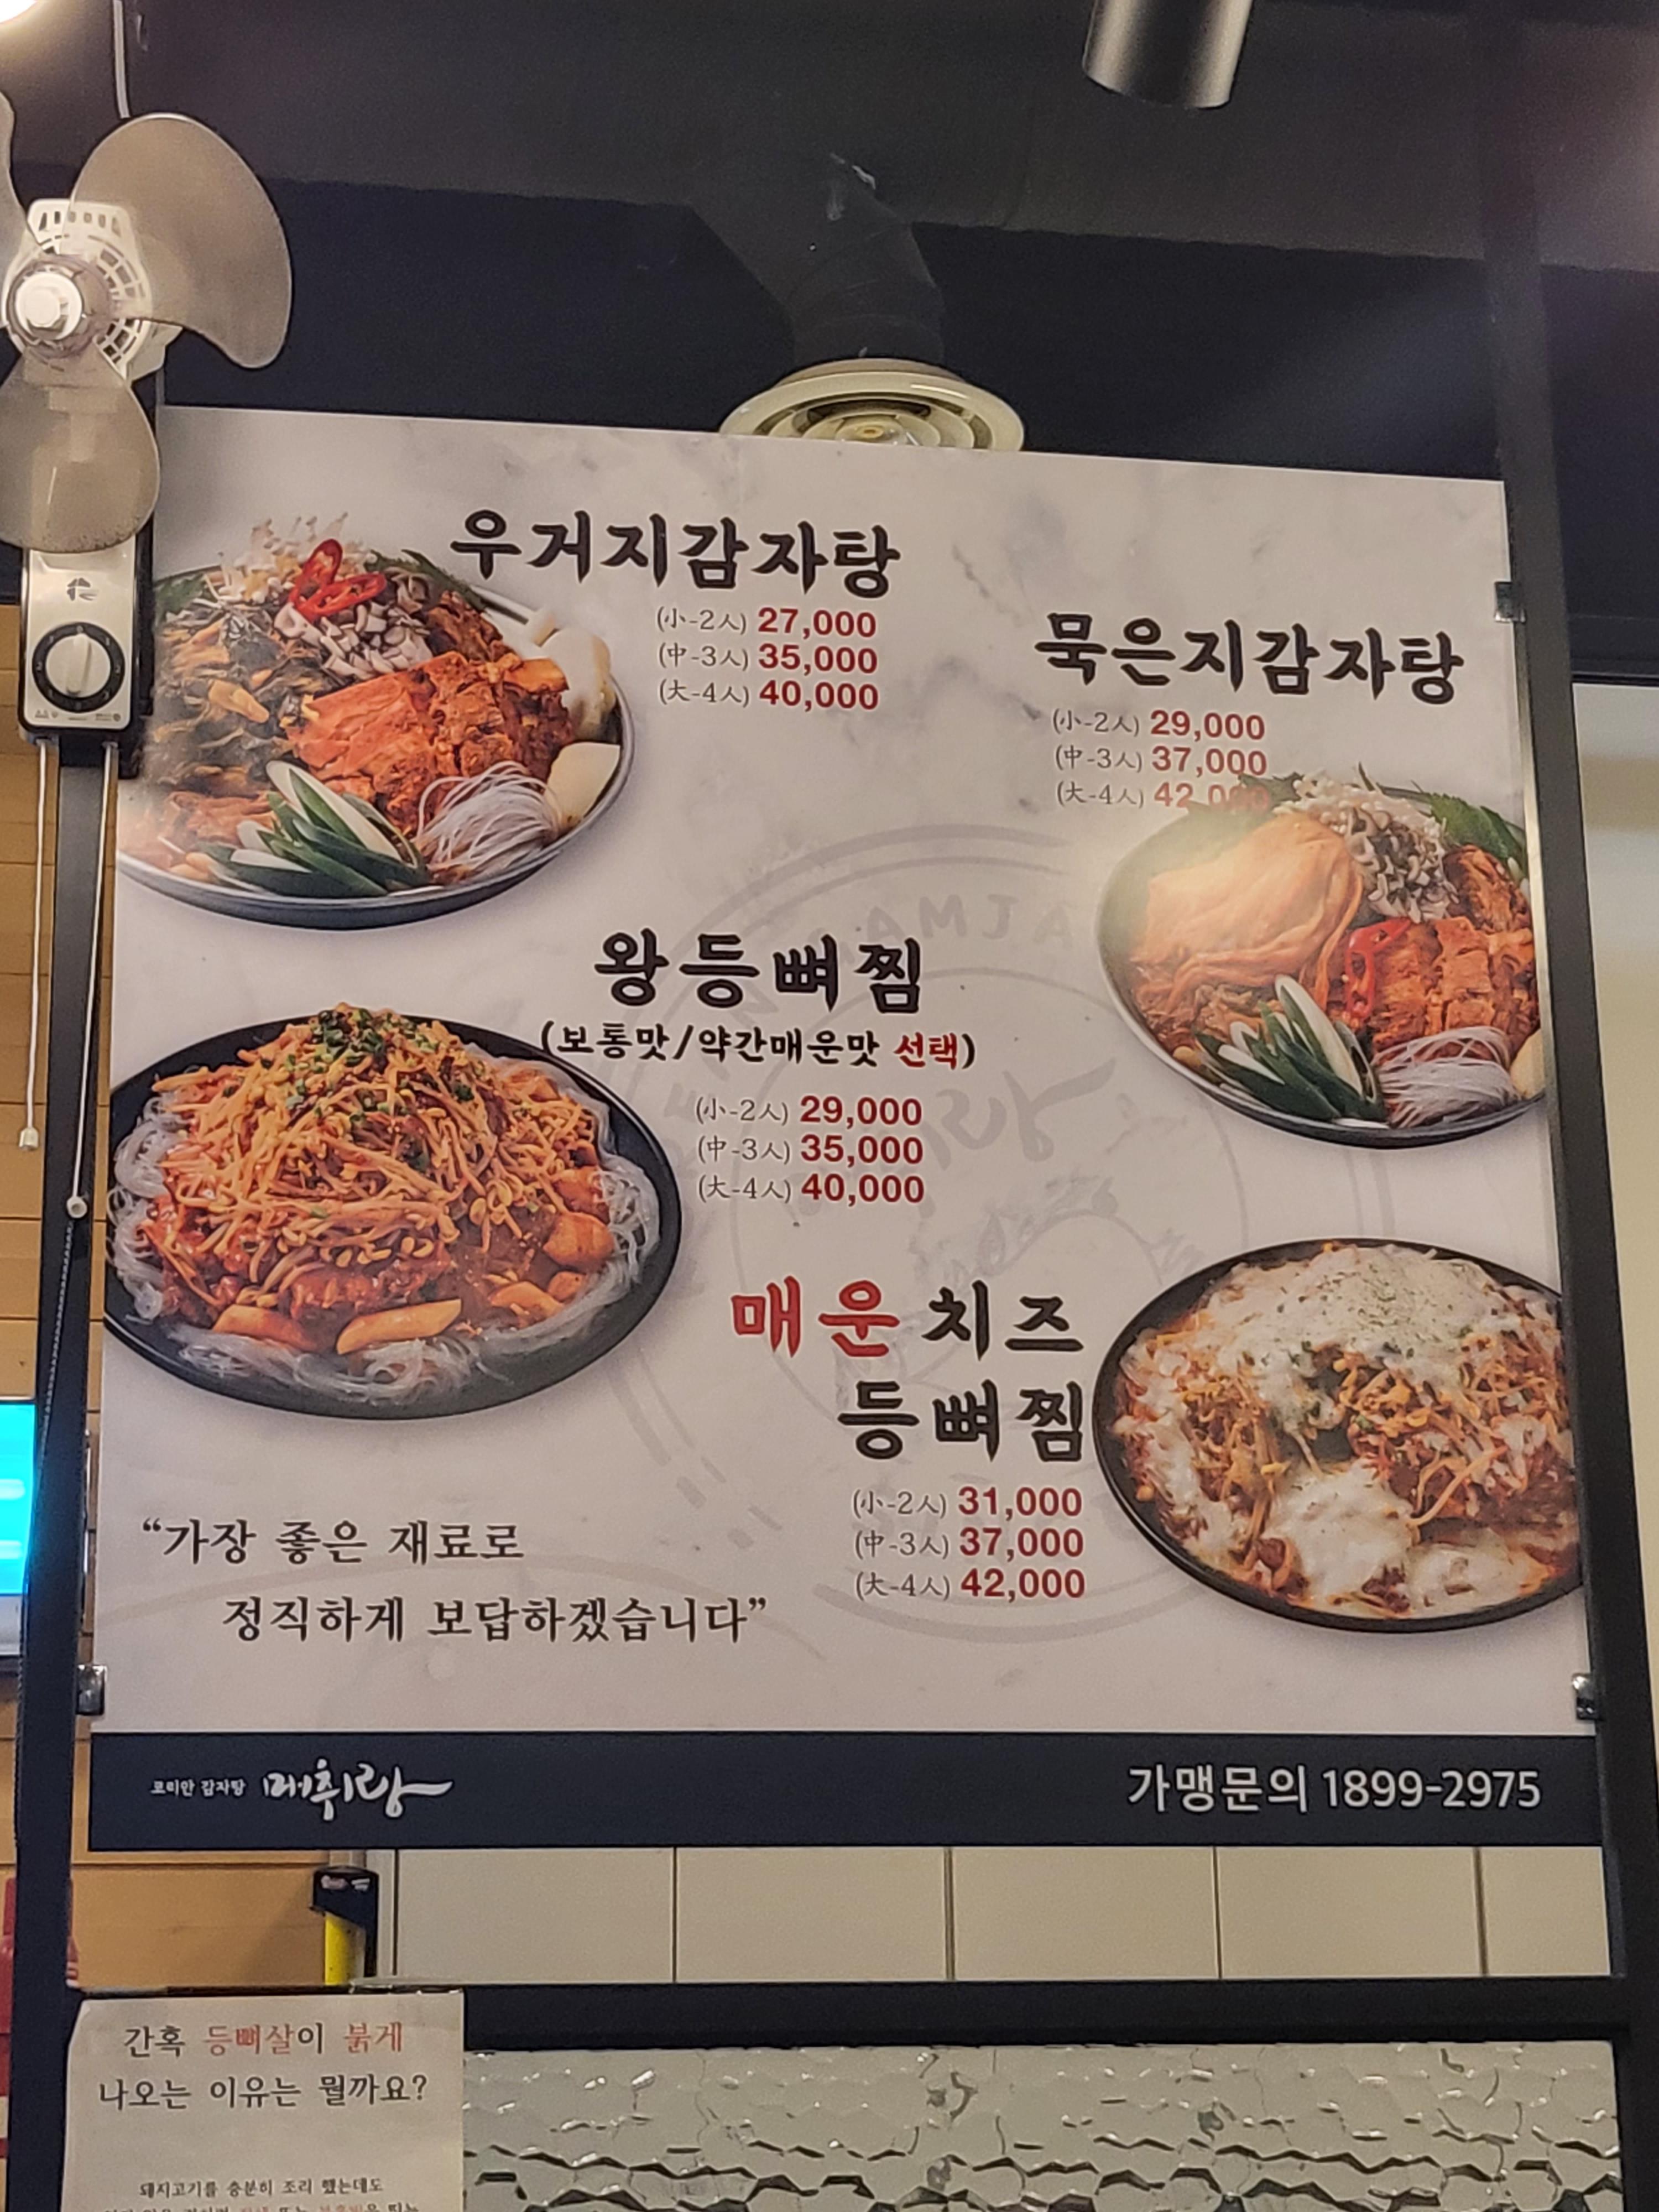 우거지감자탕
(小-2人) 27,000
(中-3人) 35,000
(大-4人) 40,000
묵은지감자탕
(小-2人) 29,000
(中-3人) 37,000
(大-4人) 42,000
왕등뼈찜
(보통맛/약간매운맛 선택)
(小-2人) 29,000
(中-3人) 35,000
(大-4人) 40,000
매운 치즈
등뼈찜
(小-2人) 31,000
(中-3人) 37,000
(大-4人) 42,000
“가장 좋은 재료로
정직하게 보답하겠습니다”
코리안 감자탕 메취랑
가맹문의 1899-2975
간혹 등뼈살이 붉게
나오는 이유는 뭘까요?
돼지고기를 충분히 조리 했는데도